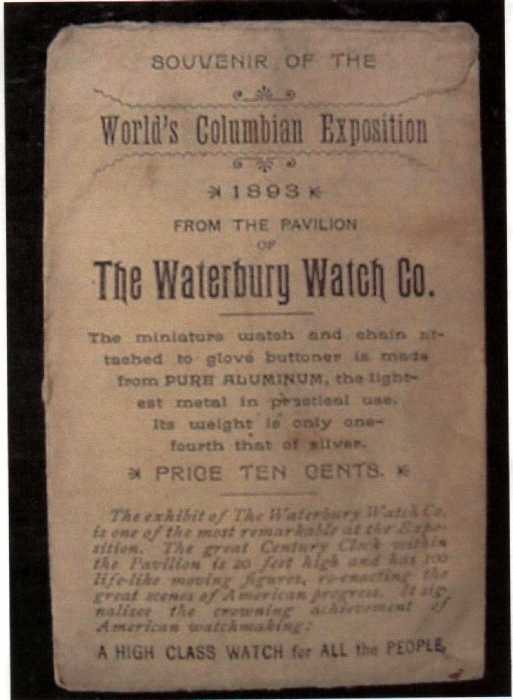 SOUVENIR OF THE
World's Columbian Exposition
1893
FROM THE PAVILION
OF
The Waterbury Watch Co.
The miniature watch and chain at-
tached to glove buttoner is made
from PURE ALUMINUM, the light-
est metal in practical use.
Its weight is only one-
fourth that of silver.
PRICE TEN CENTS.
The exhibit of The Waterbury Watch Co.
is one of the most remarkable at the Expo-
sition. The great Century Clock within
the Pavilion is 20 feet high and has 100
life-like moving figures, re-enacting the
great scenes of American progress. It sig-
nalizes the crowning achievement of
American watchmaking:
A HIGH CLASS WATCH for ALL the PEOPLE.